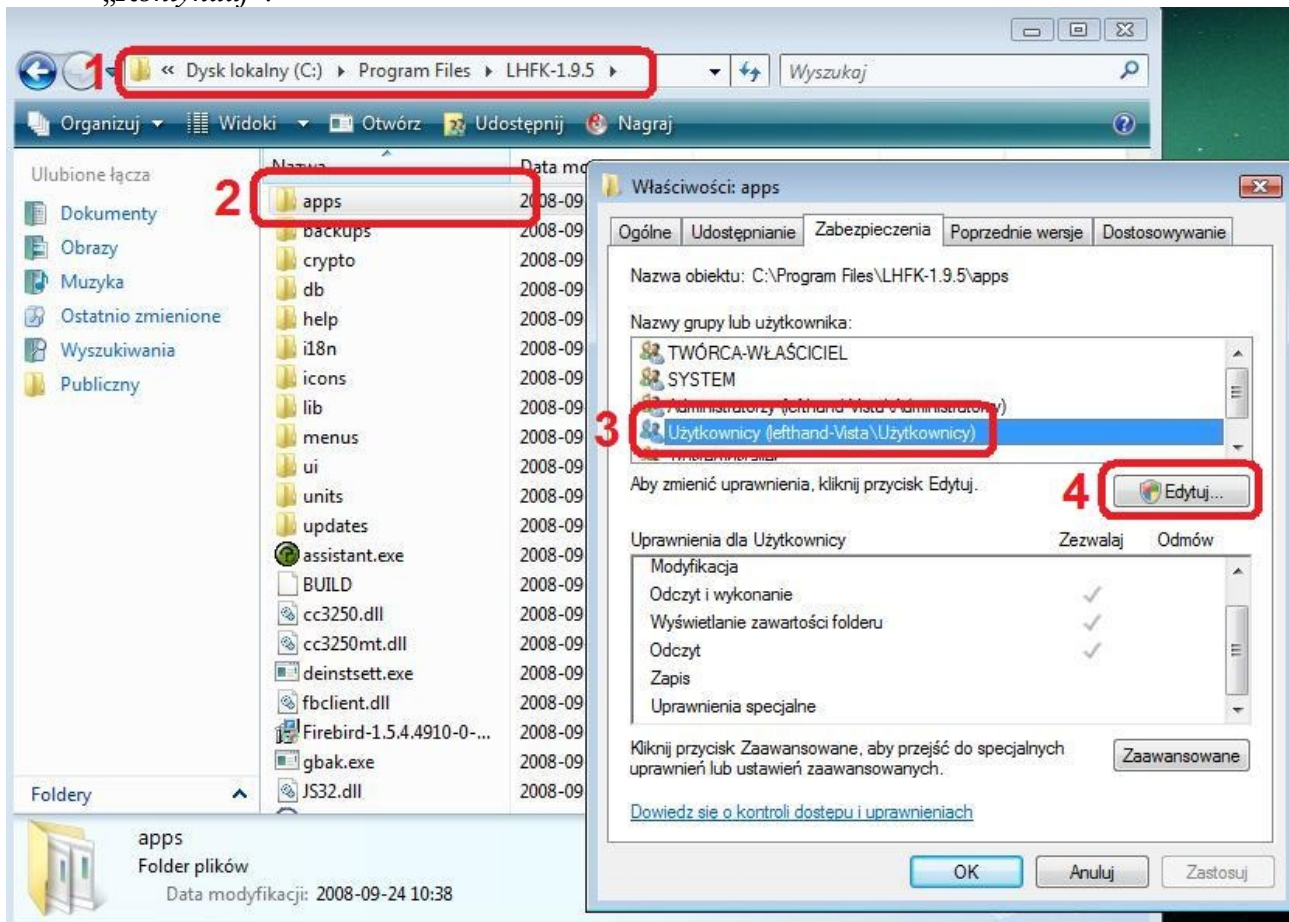 „Kontynuuj".
1
« Dysk lokalny (C:) Program Files LHFK-1.9.5
Wyszukaj
Organizuj Widoki Otwórz Udostępnij Nagraj
Ulubione łącza
Dokumenty
Obrazy
Muzyka
Ostatnio zmienione
Wyszukiwania
Publiczny
Foldery
Nazwa Data mo
2
apps 2008-09
backups 2008-09
crypto 2008-09
db 2008-09
help 2008-09
i18n 2008-09
icons 2008-09
lib 2008-09
menus 2008-09
ui 2008-09
units 2008-09
updates 2008-09
assistant.exe 2008-09
BUILD 2008-09
cc3250.dll 2008-09
cc3250mt.dll 2008-09
deinstsett.exe 2008-09
fbclient.dll 2008-09
Firebird-1.5.4.4910-0-... 2008-09
gbak.exe 2008-09
JS32.dll 2008-09
apps
Folder plików
Data modyfikacji: 2008-09-24 10:38
Właściwości: apps
Ogólne Udostępnianie Zabezpieczenia Poprzednie wersje Dostosowywanie
Nazwa obiektu: C:\Program Files\LHFK-1.9.5\apps
Nazwy grupy lub użytkownika:
TWÓRCA-WŁAŚCICIEL
SYSTEM
Administratorzy (lefthand-Vista\Administratorzy)
3
Użytkownicy (lefthand-Vista\Użytkownicy)
Aby zmienić uprawnienia, kliknij przycisk Edytuj.
4
Edytuj...
Uprawnienia dla Użytkownicy Zezwalaj Odmów
Modyfikacja
Odczyt i wykonanie
Wyświetlanie zawartości folderu
Odczyt
Zapis
Uprawnienia specjalne
Kliknij przycisk Zaawansowane, aby przejść do specjalnych
uprawnień lub ustawień zaawansowanych.
Zaawansowane
Dowiedz się o kontroli dostępu i uprawnieniach
OK Anuluj Zastosuj